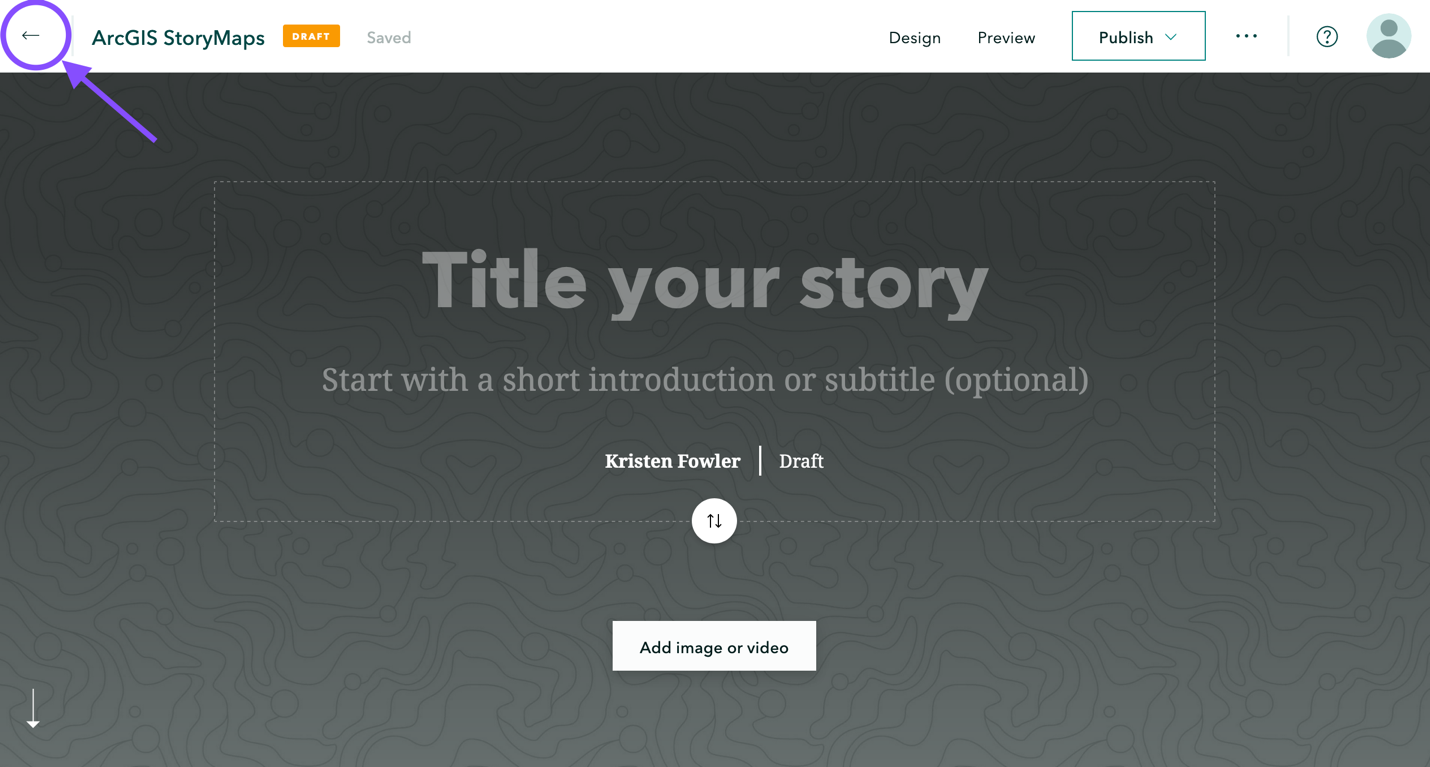 ArcGIS StoryMaps DRAFT Saved Design Preview Publish
Title your story
Start with a short introduction or subtitle (optional)
Kristen Fowler Draft
Add image or video